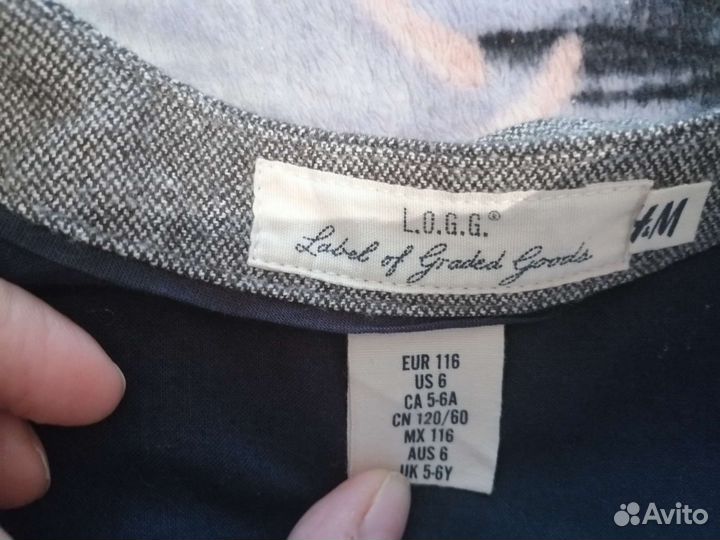 L.O.G.G.®
Label of Graded Goods
H&M
EUR 116
US 6
CA 5-6A
CN 120/60
MX 116
AUS 6
UK 5-6Y
Avito